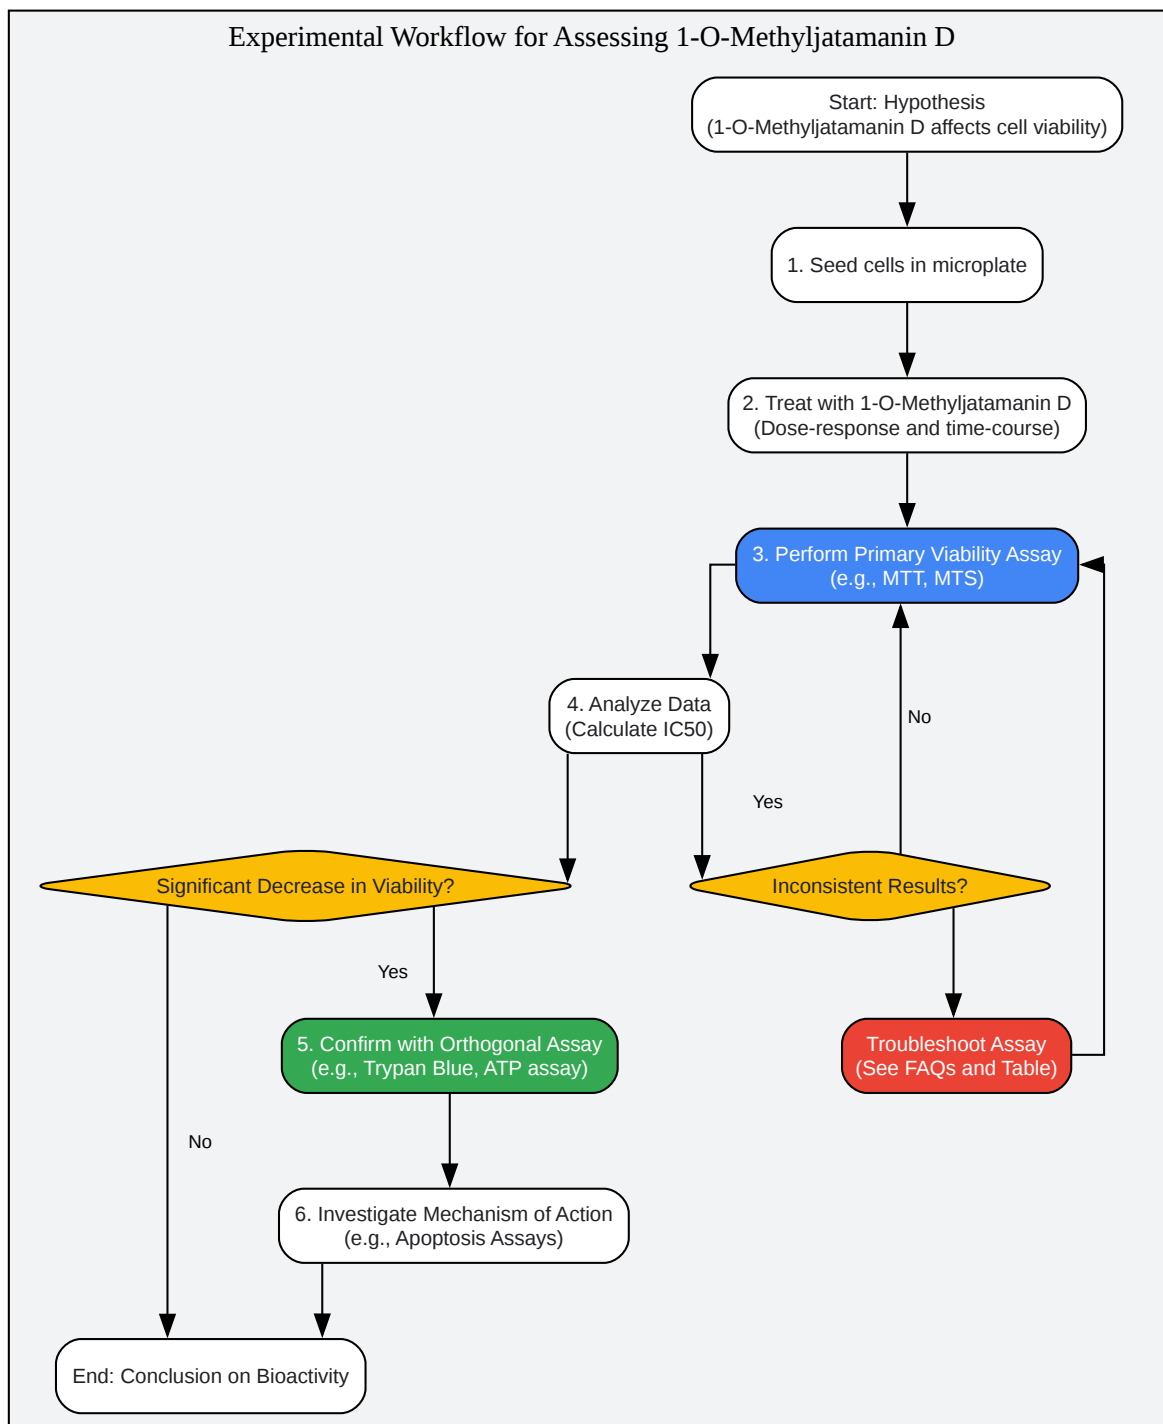 Experimental Workflow for Assessing 1-O-Methyljatamanin D
Start: Hypothesis
(1-O-Methyljatamanin D affects cell viability)
1. Seed cells in microplate
2. Treat with 1-O-Methyljatamanin D
(Dose-response and time-course)
3. Perform Primary Viability Assay
(e.g., MTT, MTS)
4. Analyze Data
(Calculate IC50)
No
Yes
Significant Decrease in Viability?
Inconsistent Results?
Yes
5. Confirm with Orthogonal Assay
(e.g., Trypan Blue, ATP assay)
Troubleshoot Assay
(See FAQs and Table)
No
6. Investigate Mechanism of Action
(e.g., Apoptosis Assays)
End: Conclusion on Bioactivity